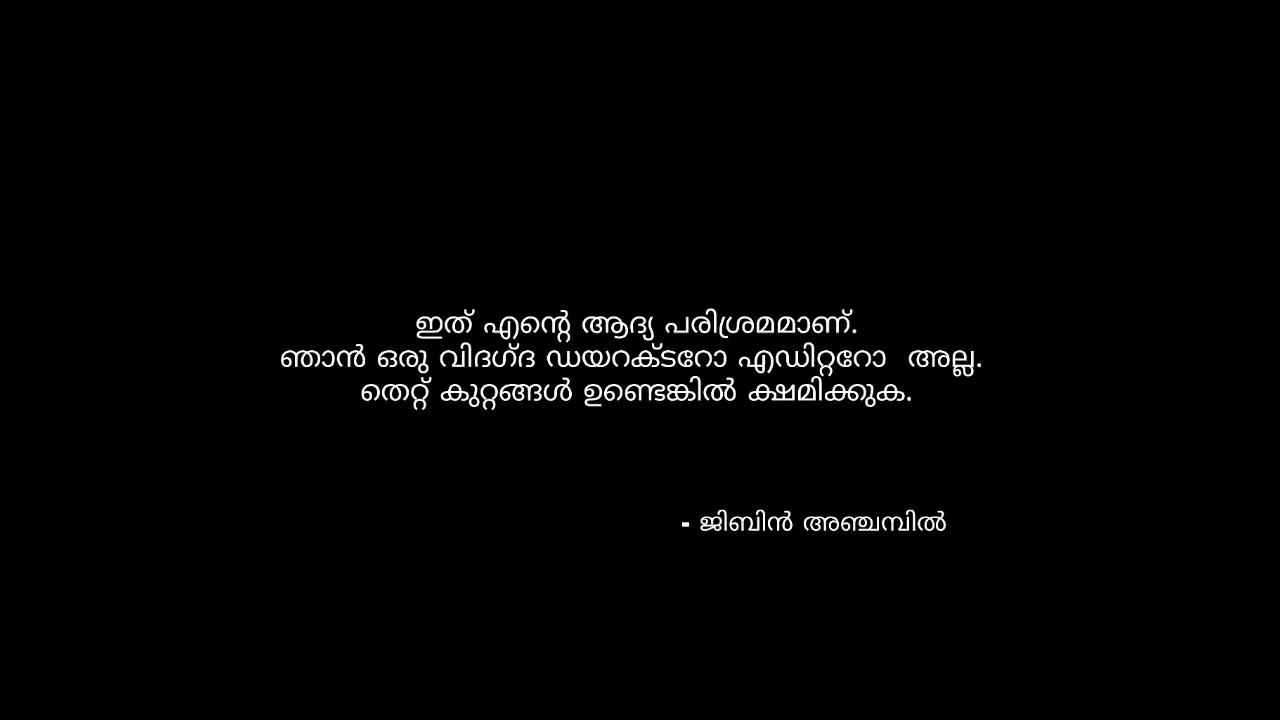 ഇത് എന്റെ ആദ്യ പരിശ്രമമാണ്.
ഞാൻ ഒരു വിദഗ്ദ ഡയറക്ടറോ എഡിറ്ററോ  അല്ല.
തെറ്റ് കുറ്റങ്ങൾ ഉണ്ടെങ്കിൽ ക്ഷമിക്കുക.
- ജിബിൻ അഞ്ചമ്പിൽ